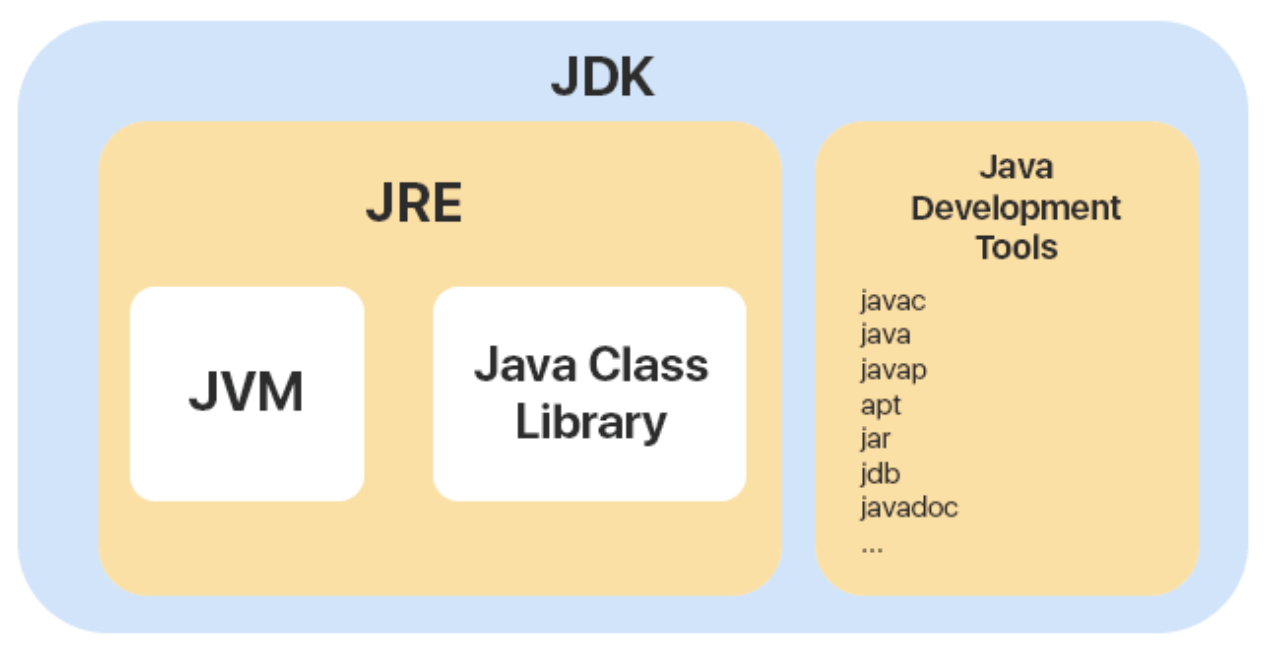 JDK
JRE
JVM
Java Class
Library
Java
Development
Tools
javac
java
javap
apt
jar
jdb
javadoc
...